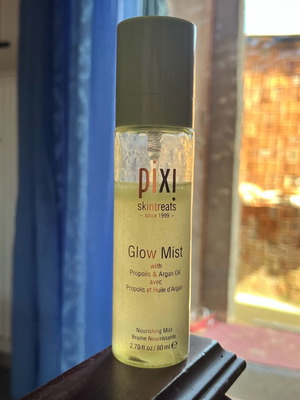 pixi
skintreats
– since 1999 –
Glow Mist
with
Propolis & Argan Oil
avec
Propolis et Huile d'Argan
Nourishing Mist
Brume Nourrissante
2.70 fl.oz / 80 ml ℮